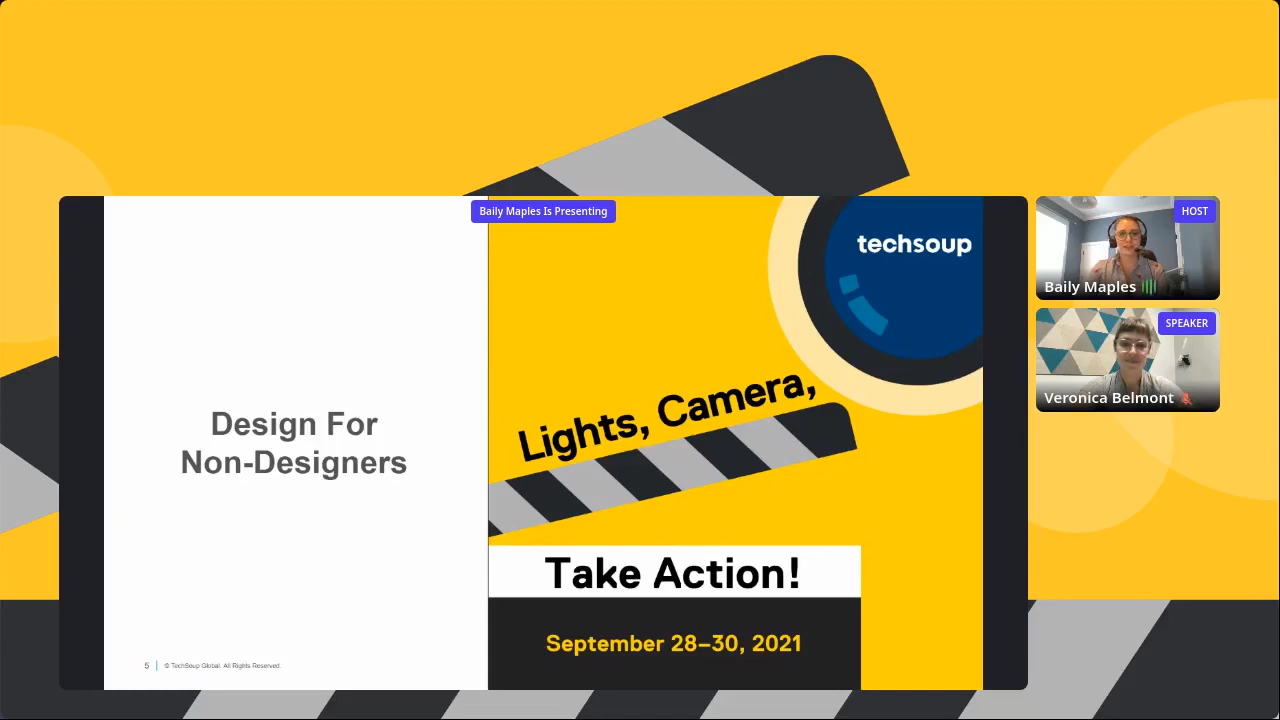 Baily Maples Is Presenting
techsoup
Design For
Non-Designers
Lights, Camera,
Take Action!
September 28–30, 2021
5
© TechSoup Global. All Rights Reserved.
HOST
Baily Maples
SPEAKER
Veronica Belmont